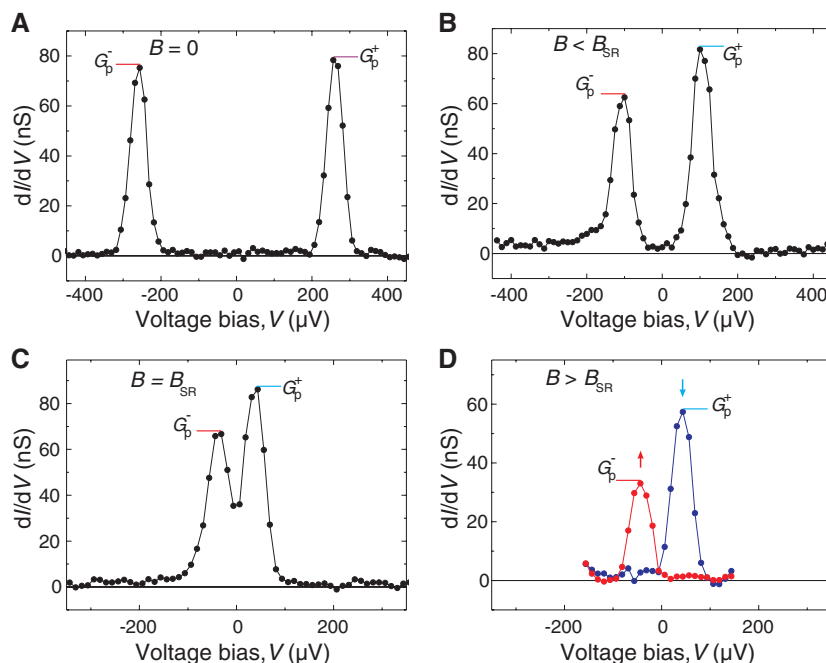 A
B = 0
G_p^-
G_p^+
dI/dV (nS)
80
60
40
20
0
-400
-200
0
200
400
Voltage bias, V (μV)
B
B < B_SR
G_p^-
G_p^+
dI/dV (nS)
80
60
40
20
0
-400
-200
0
200
400
Voltage bias, V (μV)
C
B = B_SR
G_p^-
G_p^+
dI/dV (nS)
80
60
40
20
0
-200
0
200
Voltage bias, V (μV)
D
B > B_SR
G_p^-
G_p^+
dI/dV (nS)
60
40
20
0
-200
0
200
Voltage bias, V (μV)